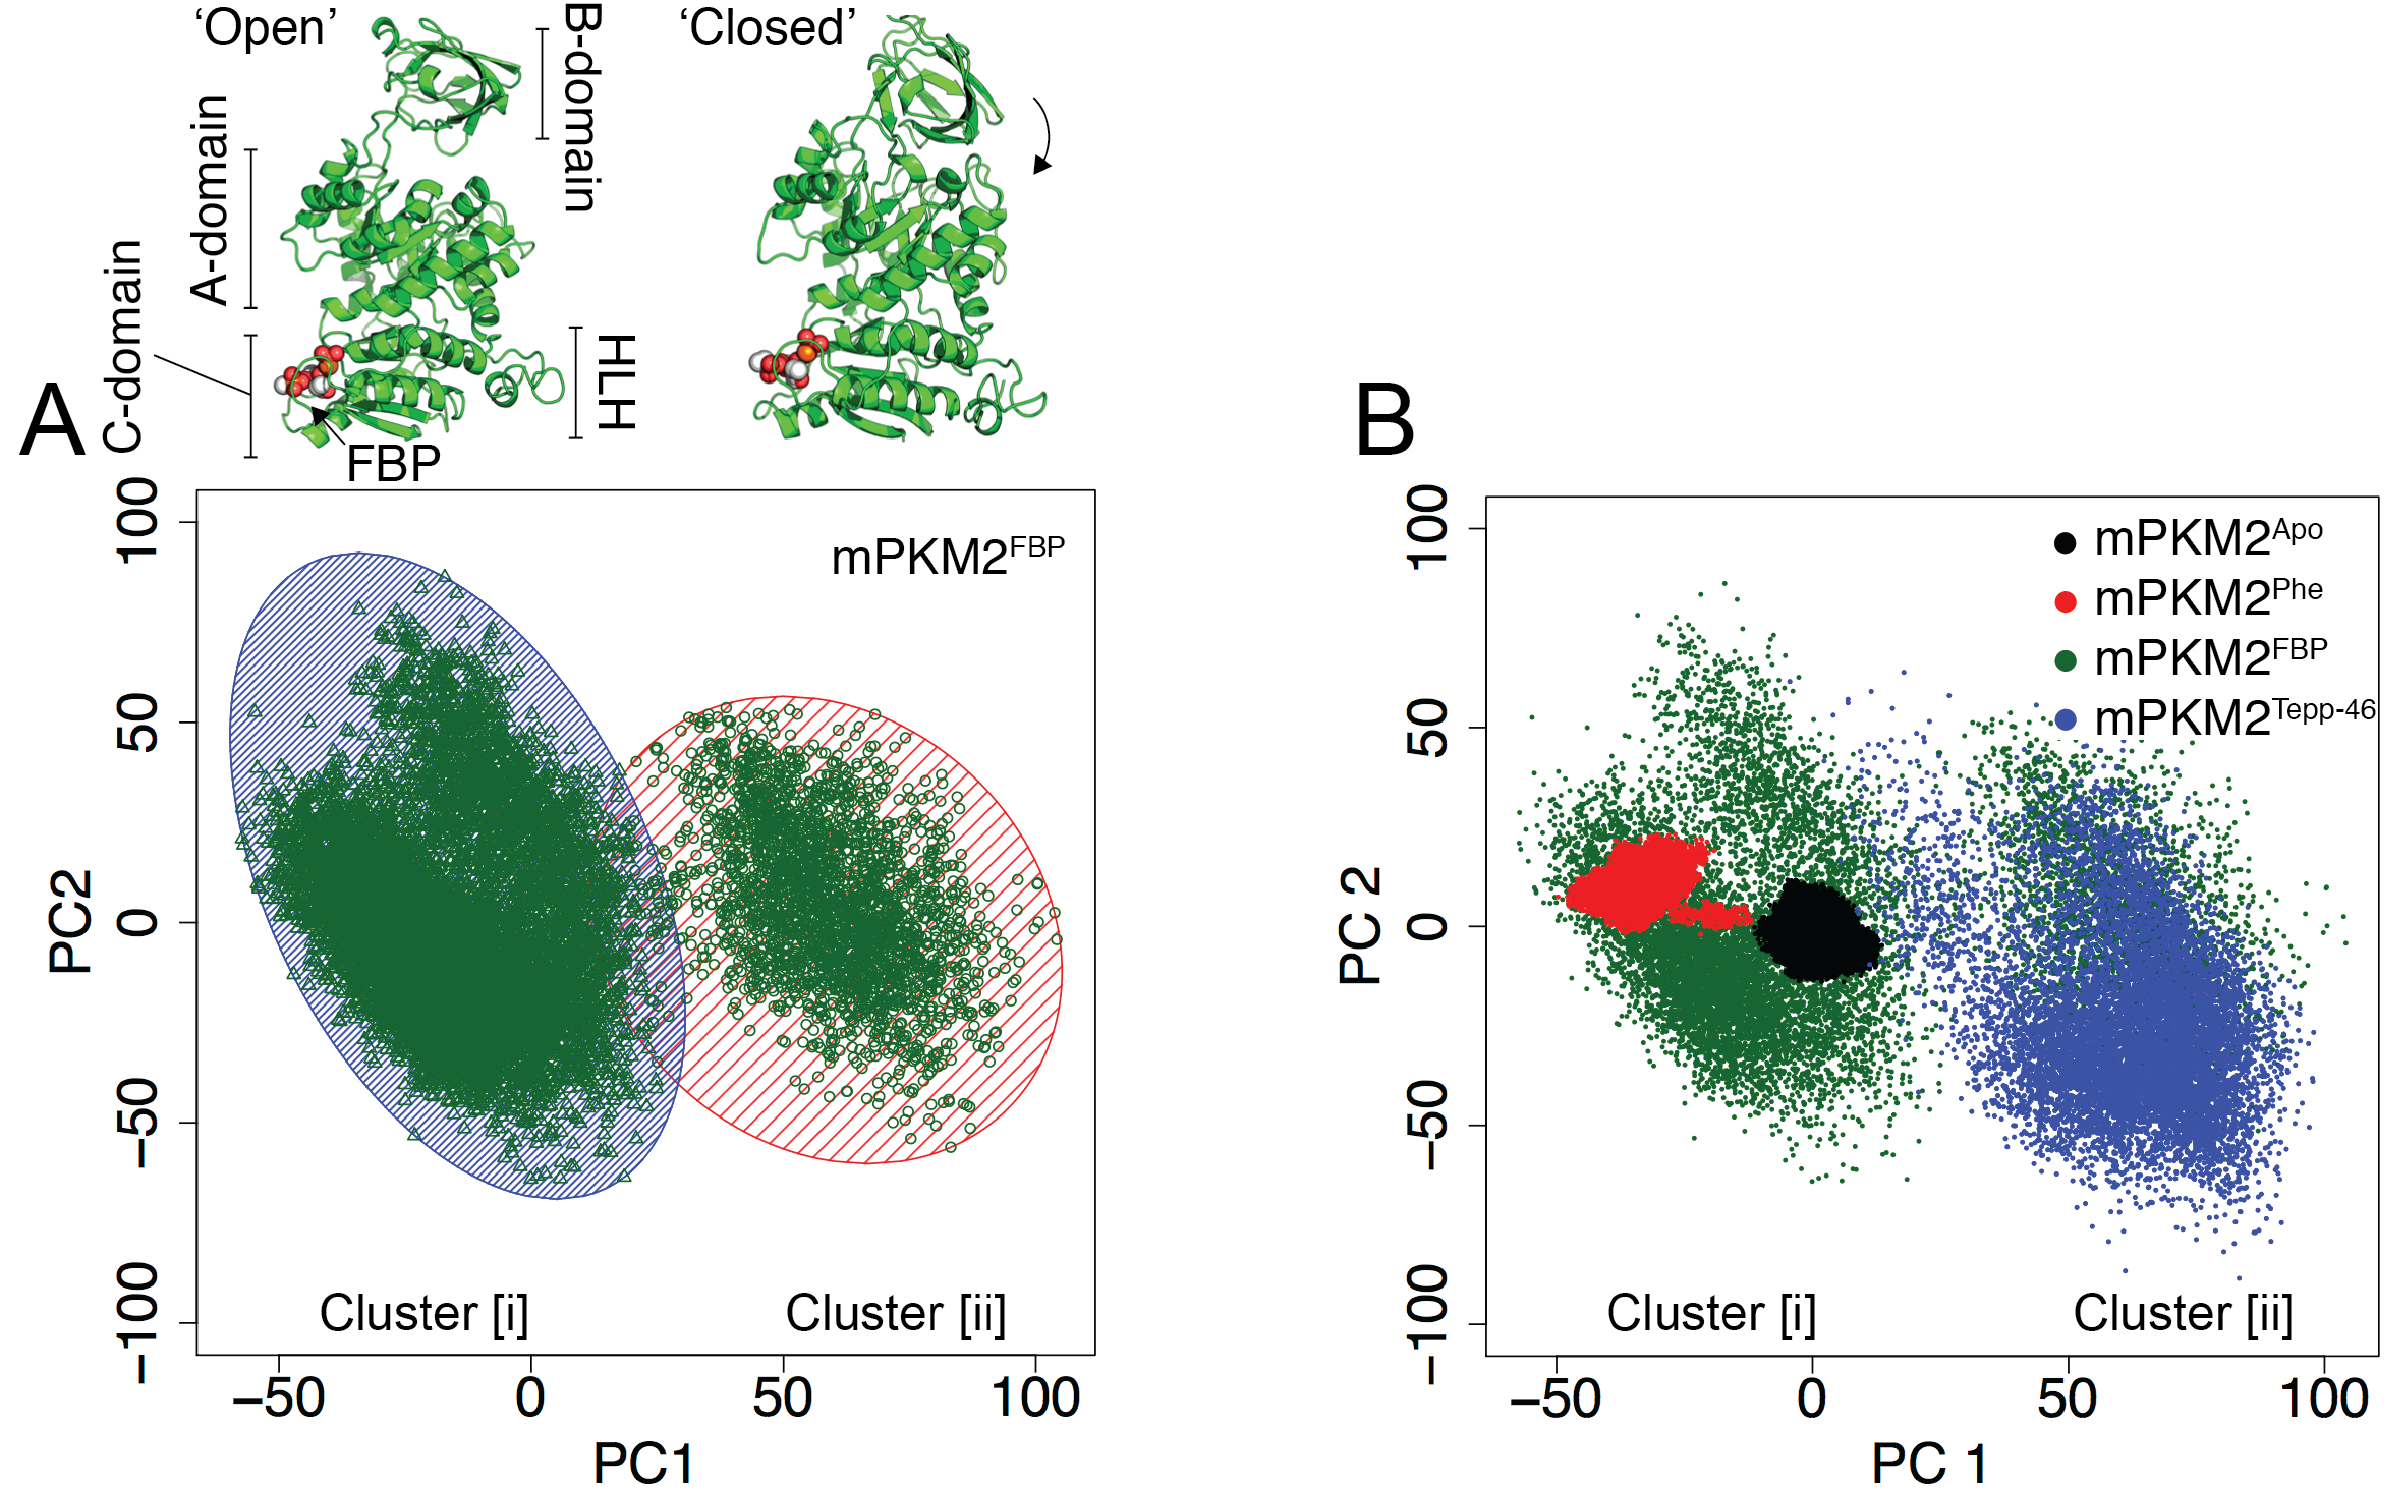 ‘Open’
‘Closed’
B-domain
A-domain
C-domain
HLH
FBP
A
mPKM2FBP
100
50
0
−50
−100
PC2
Cluster [i]
Cluster [ii]
−50
0
50
100
PC1
B
mPKM2Apo
mPKM2Phe
mPKM2FBP
mPKM2Tepp-46
100
50
0
−50
−100
PC 2
Cluster [i]
Cluster [ii]
−50
0
50
100
PC 1